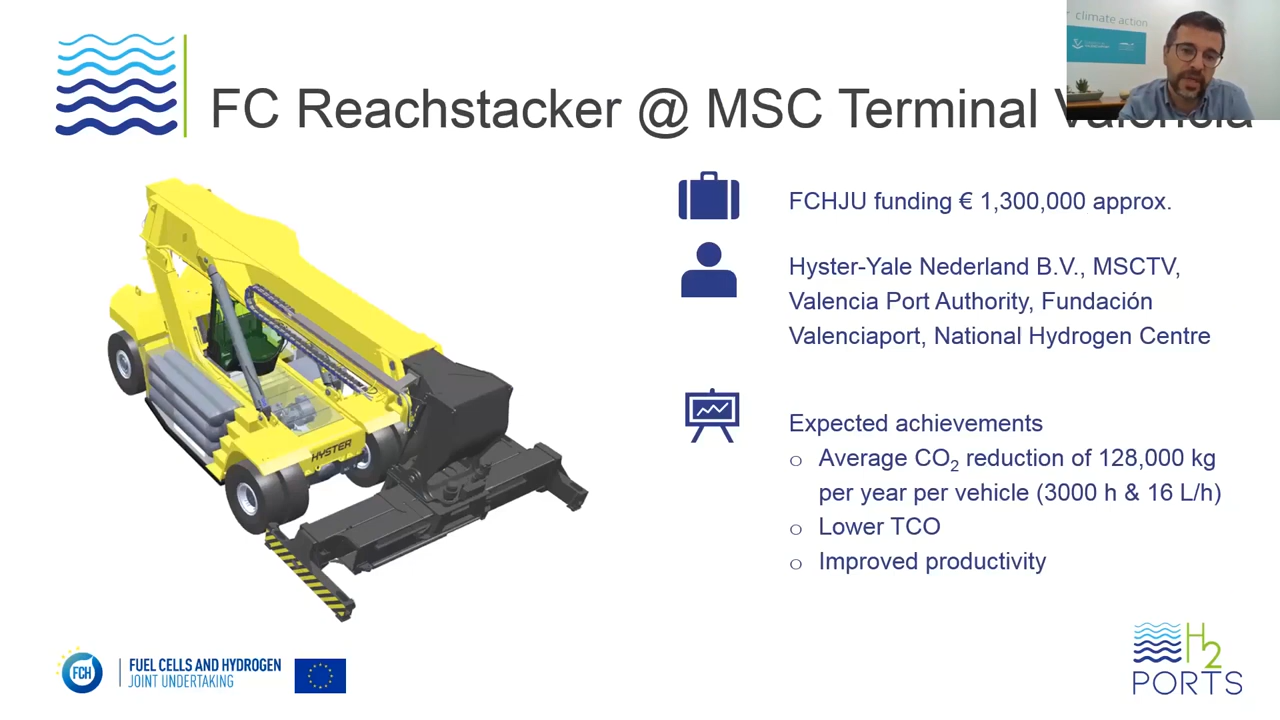 climate action
FC Reachstacker @ MSC Terminal Valencia
FCHJU funding € 1,300,000 approx.
Hyster-Yale Nederland B.V., MSCTV,
Valencia Port Authority, Fundación
Valenciaport, National Hydrogen Centre
Expected achievements
o Average CO₂ reduction of 128,000 kg
per year per vehicle (3000 h & 16 L/h)
o Lower TCO
o Improved productivity
HYSTER
FCH
FUEL CELLS AND HYDROGEN
JOINT UNDERTAKING
H2
PORTS